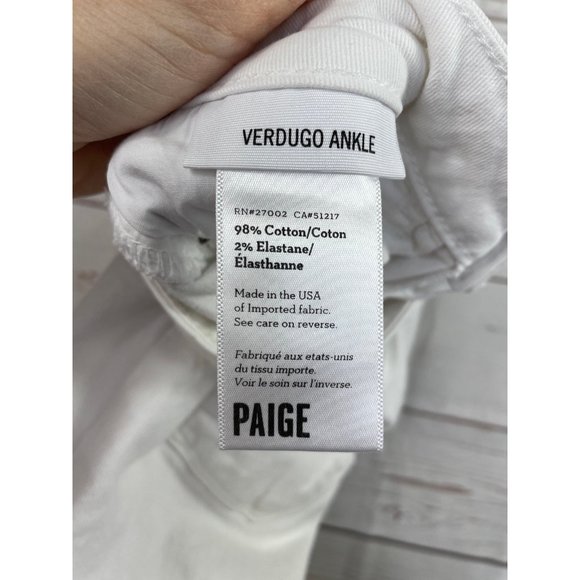 VERDUGO ANKLE
RN#27002 CA#51217
98% Cotton/Coton
2% Elastane/
Élasthanne
Made in the USA
of Imported fabric.
See care on reverse.
Fabriqué aux etats-unis
du tissu importe.
Voir le soin sur l'inverse.
PAIGE